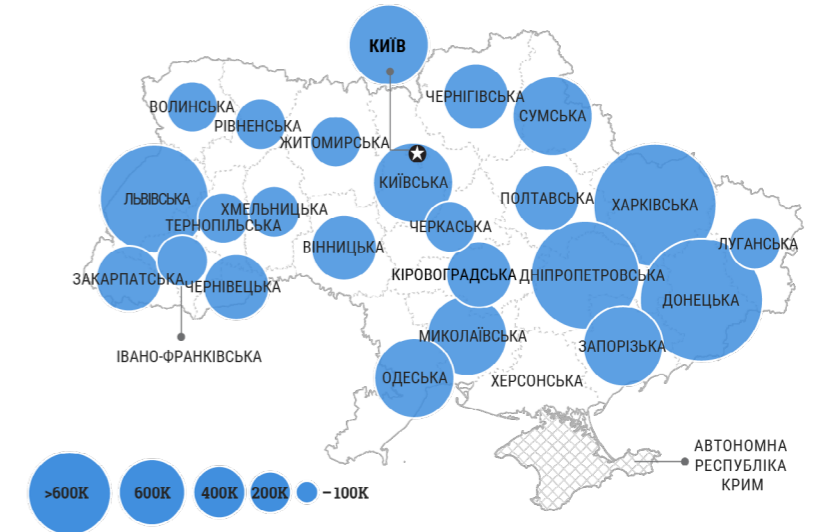 КИЇВ
ЧЕРНІГІВСЬКА
ВОЛИНСЬКА
СУМСЬКА
РІВНЕНСЬКА
ЖИТОМИРСЬКА
КИЇВСЬКА
ЛЬВІВСЬКА
ПОЛТАВСЬКА
ХАРКІВСЬКА
ХМЕЛЬНИЦЬКА
ТЕРНОПІЛЬСЬКА
ЧЕРКАСЬКА
ВІННИЦЬКА
ЛУГАНСЬКА
ЗАКАРПАТСЬКА
ЧЕРНІВЕЦЬКА
КІРОВОГРАДСЬКА
ДНІПРОПЕТРОВСЬКА
ДОНЕЦЬКА
МИКОЛАЇВСЬКА
ЗАПОРІЗЬКА
ІВАНО-ФРАНКІВСЬКА
ОДЕСЬКА
ХЕРСОНСЬКА
АВТОНОМНА
РЕСПУБЛІКА
КРИМ
>600K 600K 400K 200K –100K